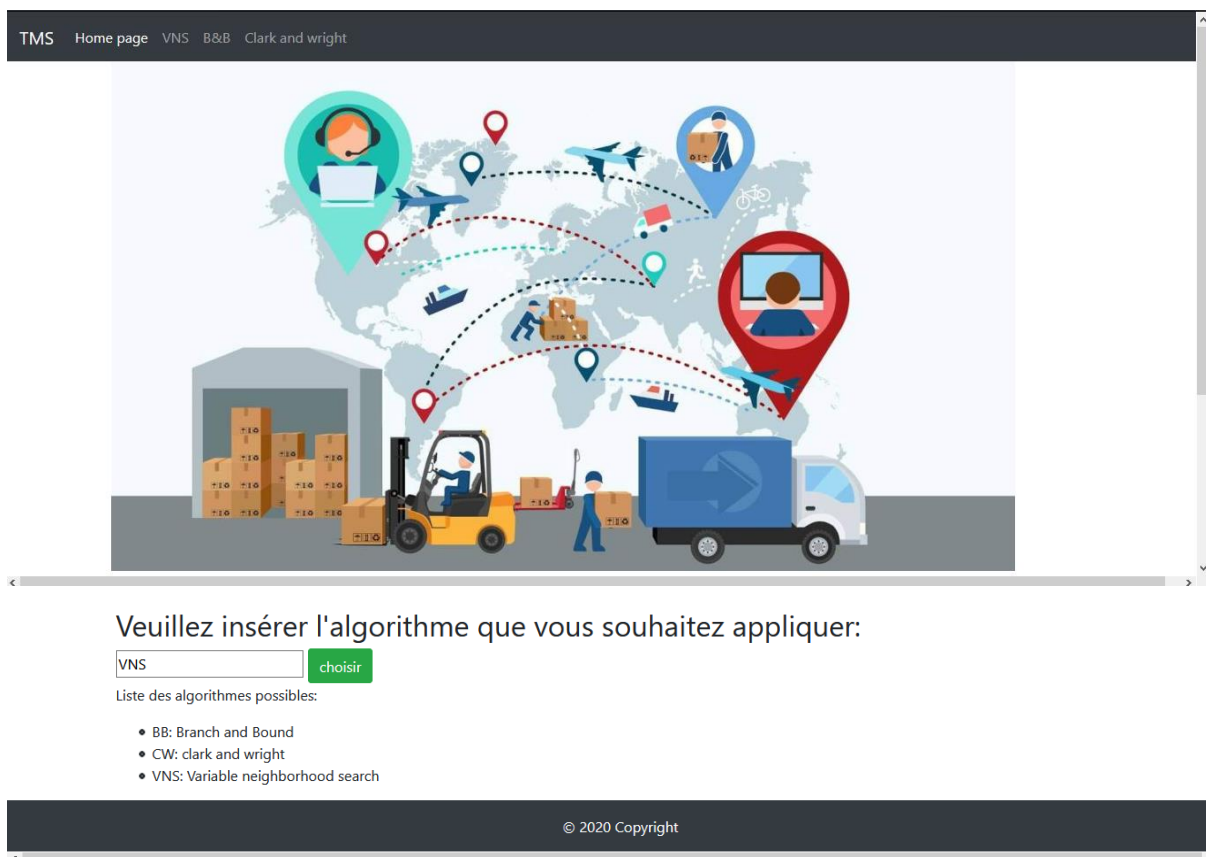 TMS Home page VNS B&B Clark and wright
Veuillez insérer l'algorithme que vous souhaitez appliquer:
VNS choisir
Liste des algorithmes possibles:
• BB: Branch and Bound
• CW: clark and wright
• VNS: Variable neighborhood search
© 2020 Copyright